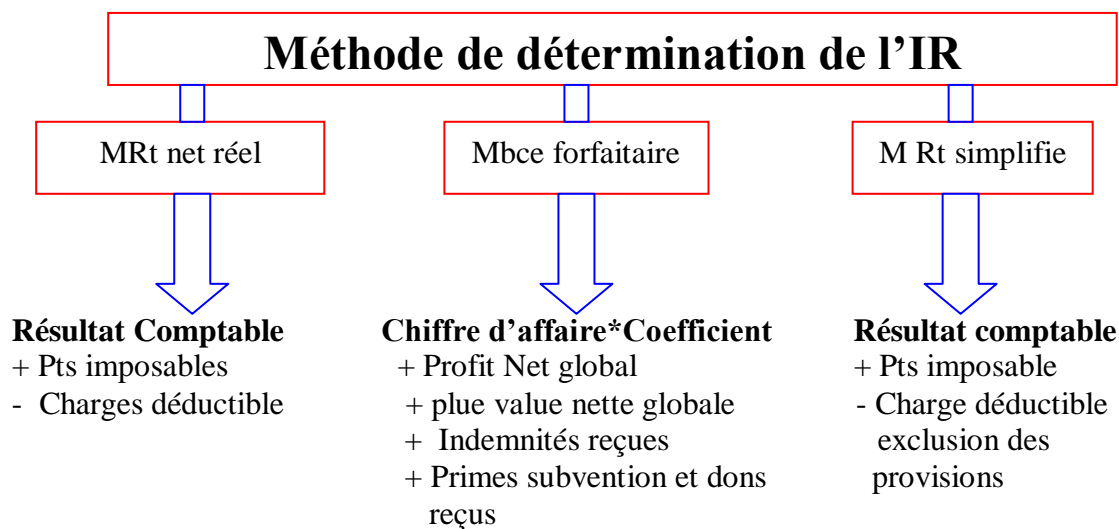 Méthode de détermination de l’IR
MRt net réel
Mbce forfaitaire
M Rt simplifie
Résultat Comptable
+ Pts imposables
- Charges déductible
Chiffre d’affaire*Coefficient
+ Profit Net global
+ plue value nette globale
+ Indemnités reçues
+ Primes subvention et dons
reçus
Résultat comptable
+ Pts imposable
- Charge déductible
exclusion des
provisions